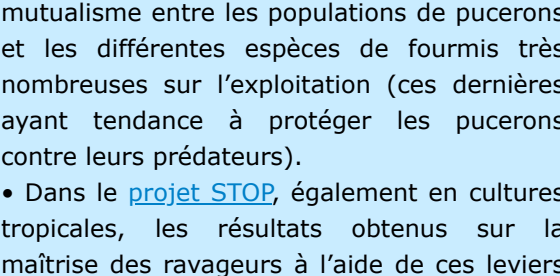 mutualisme entre les populations de pucerons
et les différentes espèces de fourmis très
nombreuses sur l’exploitation (ces dernières
ayant tendance à protéger les pucerons
contre leurs prédateurs).
• Dans le projet STOP, également en cultures
tropicales, les résultats obtenus sur la
maîtrise des ravageurs à l’aide de ces leviers